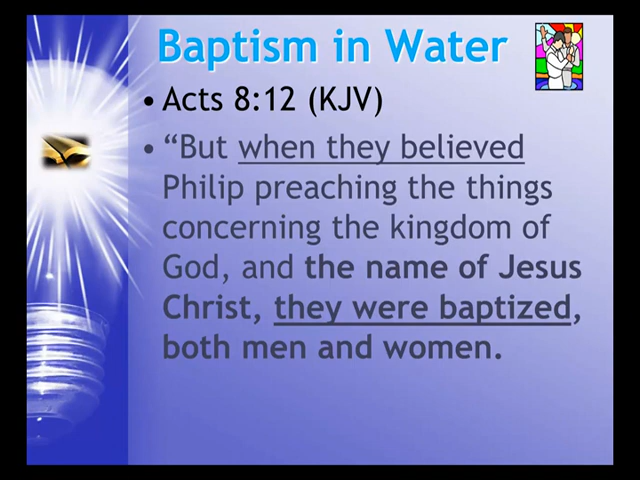 Baptism in Water
• Acts 8:12 (KJV)
• “But when they believed
Philip preaching the things
concerning the kingdom of
God, and the name of Jesus
Christ, they were baptized,
both men and women.